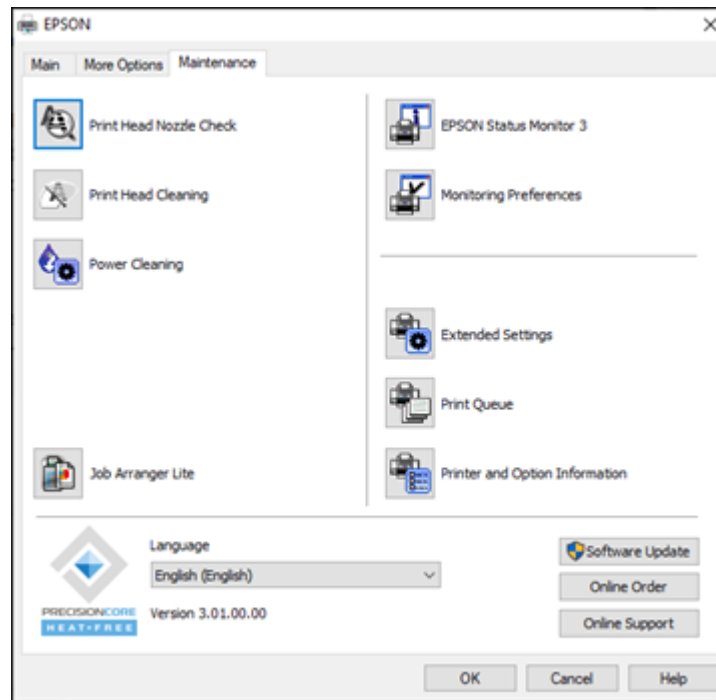 EPSON
Main
More Options
Maintenance
Print Head Nozzle Check
Print Head Cleaning
Power Cleaning
Job Arranger Lite
EPSON Status Monitor 3
Monitoring Preferences
Extended Settings
Print Queue
Printer and Option Information
PRECISIONCORE
HEAT-FREE
Language
English (English)
Version 3.01.00.00
Software Update
Online Order
Online Support
OK
Cancel
Help